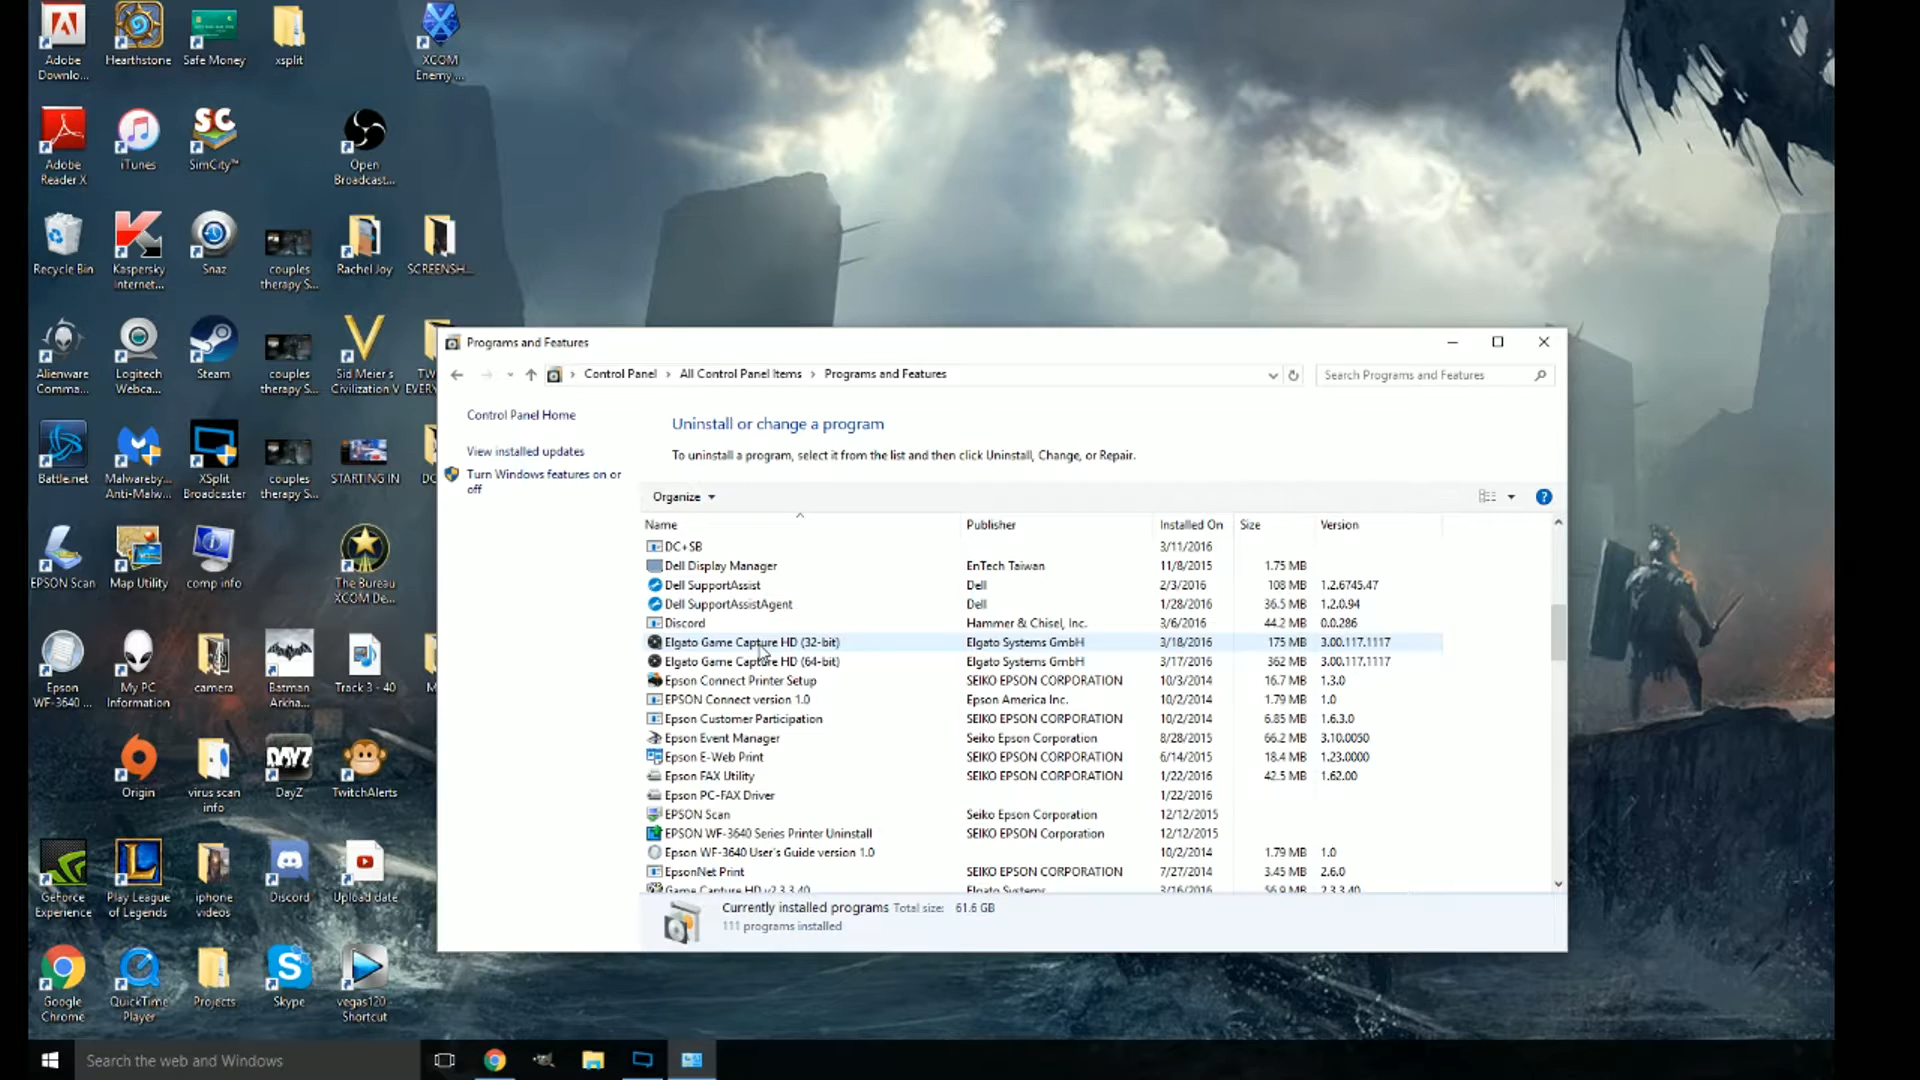 Adobe
Downlo...
Hearthstone
Safe Money
xsplit
XCOM
Enemy ...
Adobe
Reader X
iTunes
SC
SimCity™
Open
Broadcast...
Recycle Bin
Kaspersky
Internet...
Snaz
couples
therapy S...
Rachel Joy
SCREENSH...
Alienware
Comma...
Logitech
Webca...
Steam
couples
therapy S...
Sid Meier's
Civilization V
Battle.net
Malwareby...
Anti-Malw...
XSplit
Broadcaster
couples
therapy S...
STARTING IN
EPSON Scan
Map Utility
comp info
The Bureau
XCOM De...
Epson
WF-3640 ...
My PC
Information
camera
Batman
Arkha...
Track 3 - 40
Origin
virus scan
info
DAYZ
DayZ
TwitchAlerts
GeForce
Experience
Play League
of Legends
iphone
videos
Discord
Upload date
Google
Chrome
QuickTime
Player
Projects
Skype
vegas120 -
Shortcut
Programs and Features
Control Panel › All Control Panel Items › Programs and Features
Search Programs and Features
Control Panel Home
View installed updates
Turn Windows features on or
off
Uninstall or change a program
To uninstall a program, select it from the list and then click Uninstall, Change, or Repair.
Organize
Name Publisher Installed On Size Version
DC+SB 3/11/2016
Dell Display Manager EnTech Taiwan 11/8/2015 1.75 MB
Dell SupportAssist Dell 2/3/2016 108 MB 1.2.6745.47
Dell SupportAssistAgent Dell 1/28/2016 36.5 MB 1.2.0.94
Discord Hammer & Chisel, Inc. 3/6/2016 44.2 MB 0.0.286
Elgato Game Capture HD (32-bit) Elgato Systems GmbH 3/18/2016 175 MB 3.00.117.1117
Elgato Game Capture HD (64-bit) Elgato Systems GmbH 3/17/2016 362 MB 3.00.117.1117
Epson Connect Printer Setup SEIKO EPSON CORPORATION 10/3/2014 16.7 MB 1.3.0
EPSON Connect version 1.0 Epson America Inc. 10/2/2014 1.79 MB 1.0
Epson Customer Participation SEIKO EPSON CORPORATION 10/2/2014 6.85 MB 1.6.3.0
Epson Event Manager Seiko Epson Corporation 8/28/2015 66.2 MB 3.10.0050
Epson E-Web Print SEIKO EPSON CORPORATION 6/14/2015 18.4 MB 1.23.0000
Epson FAX Utility SEIKO EPSON CORPORATION 1/22/2016 42.5 MB 1.62.00
Epson PC-FAX Driver 1/22/2016
EPSON Scan Seiko Epson Corporation 12/12/2015
EPSON WF-3640 Series Printer Uninstall SEIKO EPSON Corporation 12/12/2015
Epson WF-3640 User's Guide version 1.0 10/2/2014 1.79 MB 1.0
EpsonNet Print SEIKO EPSON CORPORATION 7/27/2014 3.45 MB 2.6.0
Game Capture HD v2.3.3.40 Elgato Systems 3/16/2016 56.9 MB 2.3.3.40
Currently installed programs Total size: 61.6 GB
111 programs installed
Search the web and Windows